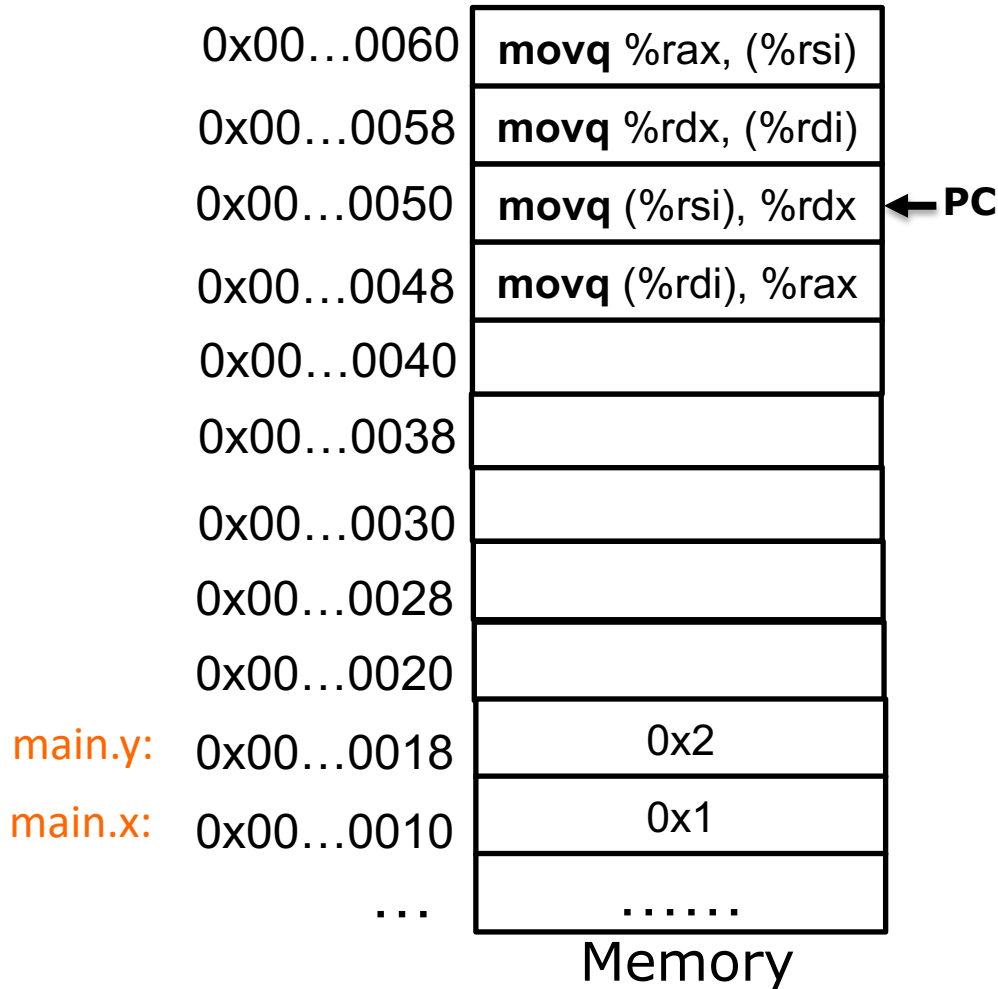 0x00…0060 movq %rax, (%rsi)
0x00…0058 movq %rdx, (%rdi)
0x00…0050 movq (%rsi), %rdx PC
0x00…0048 movq (%rdi), %rax
0x00…0040
0x00…0038
0x00…0030
0x00…0028
0x00…0020
main.y: 0x00…0018 0x2
main.x: 0x00…0010 0x1
… ……
Memory